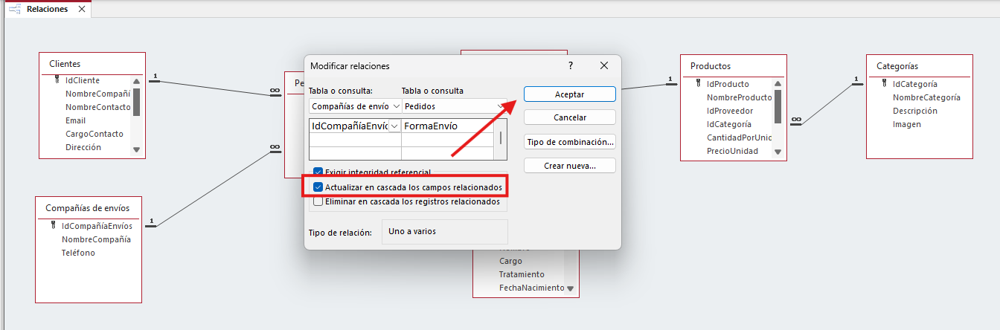 Relaciones
Clientes
IdCliente
NombreCompañí
NombreContacto
Email
CargoContacto
Dirección
1
∞
Pe
∞
Compañías de envíos
IdCompañíaEnvíos
NombreCompañía
Teléfono
1
Modificar relaciones
?
Tabla o consulta:
Tabla o consulta
Compañías de envío
Pedidos
IdCompañíaEnvíc
FormaEnvío
Exigir integridad referencial
Actualizar en cascada los campos relacionados
Eliminar en cascada los registros relacionados
Tipo de relación:
Uno a varios
Aceptar
Cancelar
Tipo de combinación...
Crear nueva...
Cargo
Tratamiento
FechaNacimiento
1
Productos
IdProducto
NombreProducto
IdProveedor
IdCategoría
CantidadPorUnic
PrecioUnidad
∞
1
Categorías
IdCategoría
NombreCategoría
Descripción
Imagen